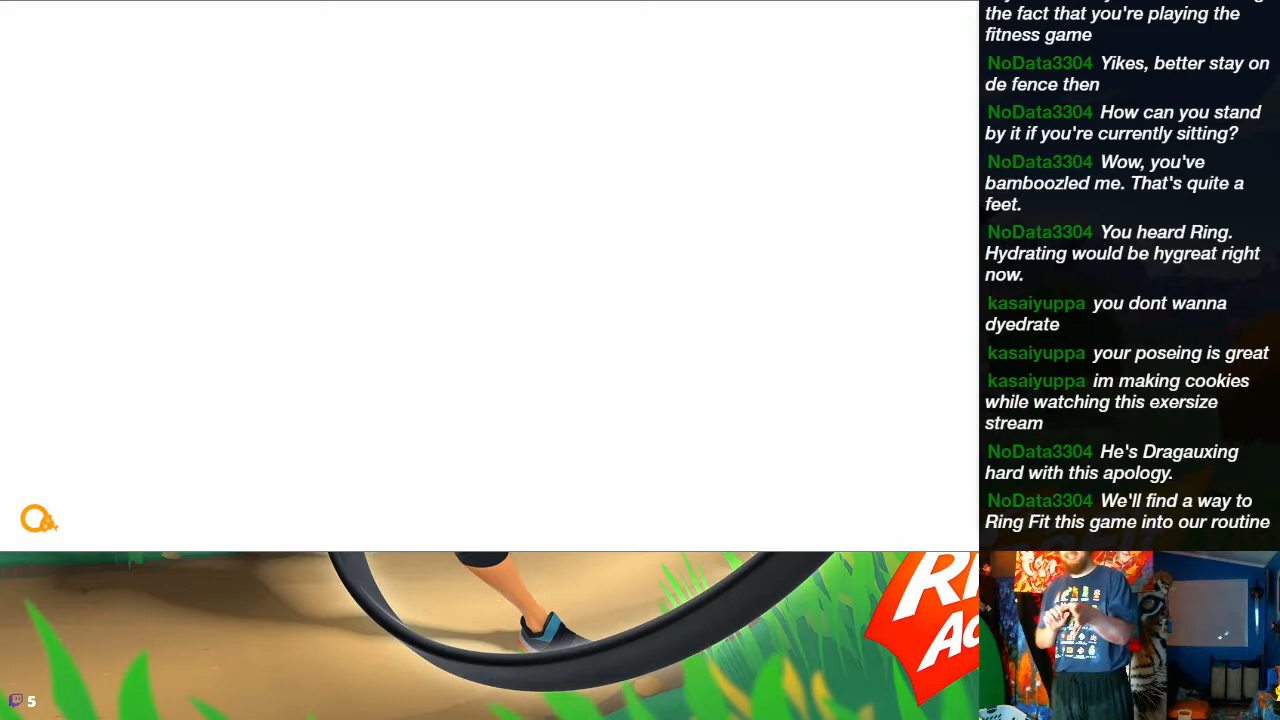 the fact that you're playing the
fitness game
NoData3304 Yikes, better stay on
de fence then
NoData3304 How can you stand
by it if you're currently sitting?
NoData3304 Wow, you've
bamboozled me. That's quite a
feet.
NoData3304 You heard Ring.
Hydrating would be hygreat right
now.
kasaiyuppa you dont wanna
dyedrate
kasaiyuppa your poseing is great
kasaiyuppa im making cookies
while watching this exersize
stream
NoData3304 He's Dragauxing
hard with this apology.
NoData3304 We'll find a way to
Ring Fit this game into our routine
5